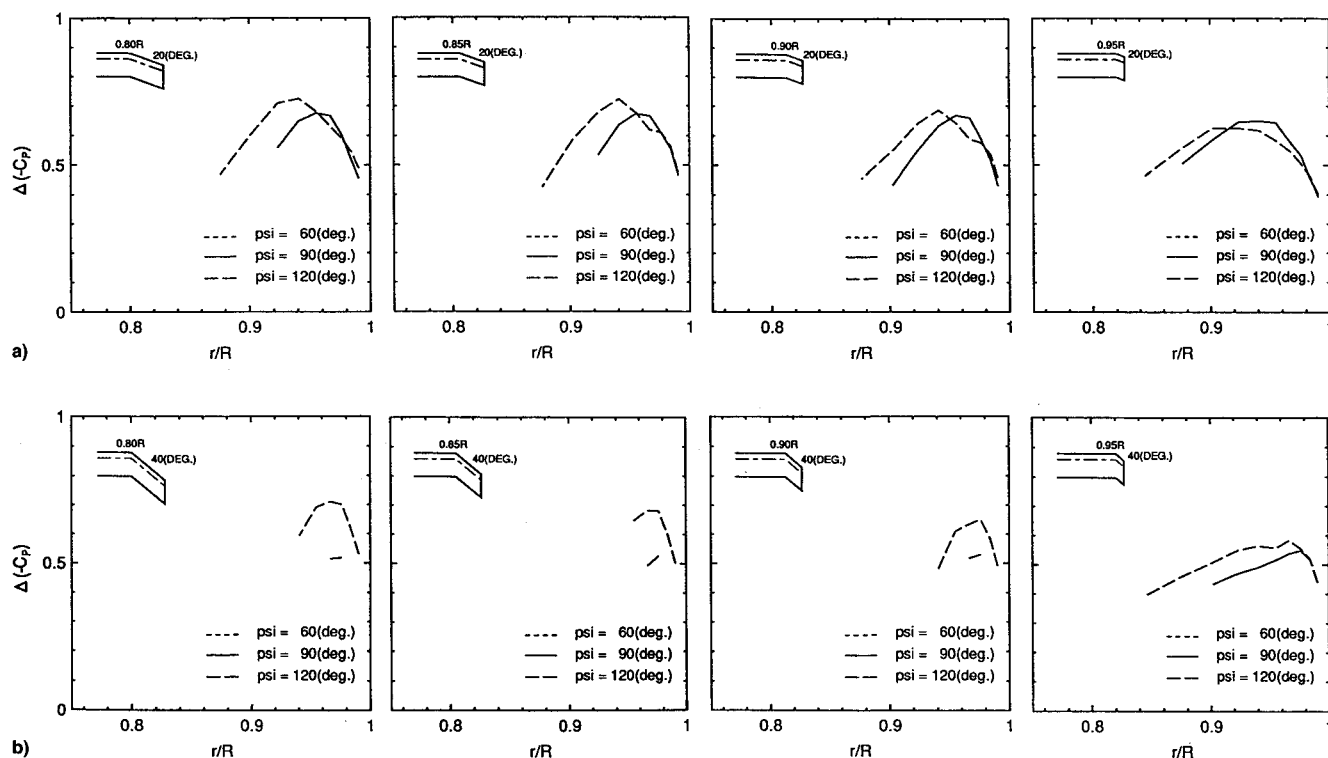 1
0.5
0
Δ(-Cₚ)
0.80R
20(DEG.)
psi = 60(deg.)
psi = 90(deg.)
psi = 120(deg.)
0.8 0.9 1
r/R
0.85R
20(DEG.)
psi = 60(deg.)
psi = 90(deg.)
psi = 120(deg.)
0.8 0.9 1
r/R
0.90R
20(DEG.)
psi = 60(deg.)
psi = 90(deg.)
psi = 120(deg.)
0.8 0.9 1
r/R
0.95R
20(DEG.)
psi = 60(deg.)
psi = 90(deg.)
psi = 120(deg.)
0.8 0.9
r/R
a)
1
0.5
0
Δ(-Cₚ)
0.80R
40(DEG.)
psi = 60(deg.)
psi = 90(deg.)
psi = 120(deg.)
0.8 0.9 1
r/R
0.85R
40(DEG.)
psi = 60(deg.)
psi = 90(deg.)
psi = 120(deg.)
0.8 0.9 1
r/R
0.90R
40(DEG.)
psi = 60(deg.)
psi = 90(deg.)
psi = 120(deg.)
0.8 0.9 1
r/R
0.95R
40(DEG.)
psi = 60(deg.)
psi = 90(deg.)
psi = 120(deg.)
0.8 0.9
r/R
b)